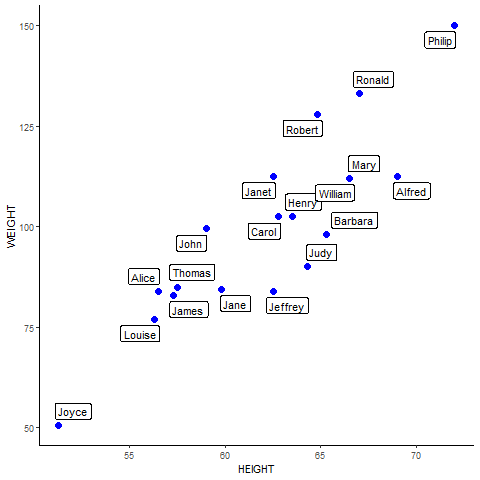 150
Philip
Ronald
125
Robert
Mary
Janet
William
Alfred
Henry
100
Carol
Barbara
John
Judy
Thomas
Alice
Jane
Jeffrey
James
75
Louise
Joyce
50
WEIGHT
55
60
65
70
HEIGHT